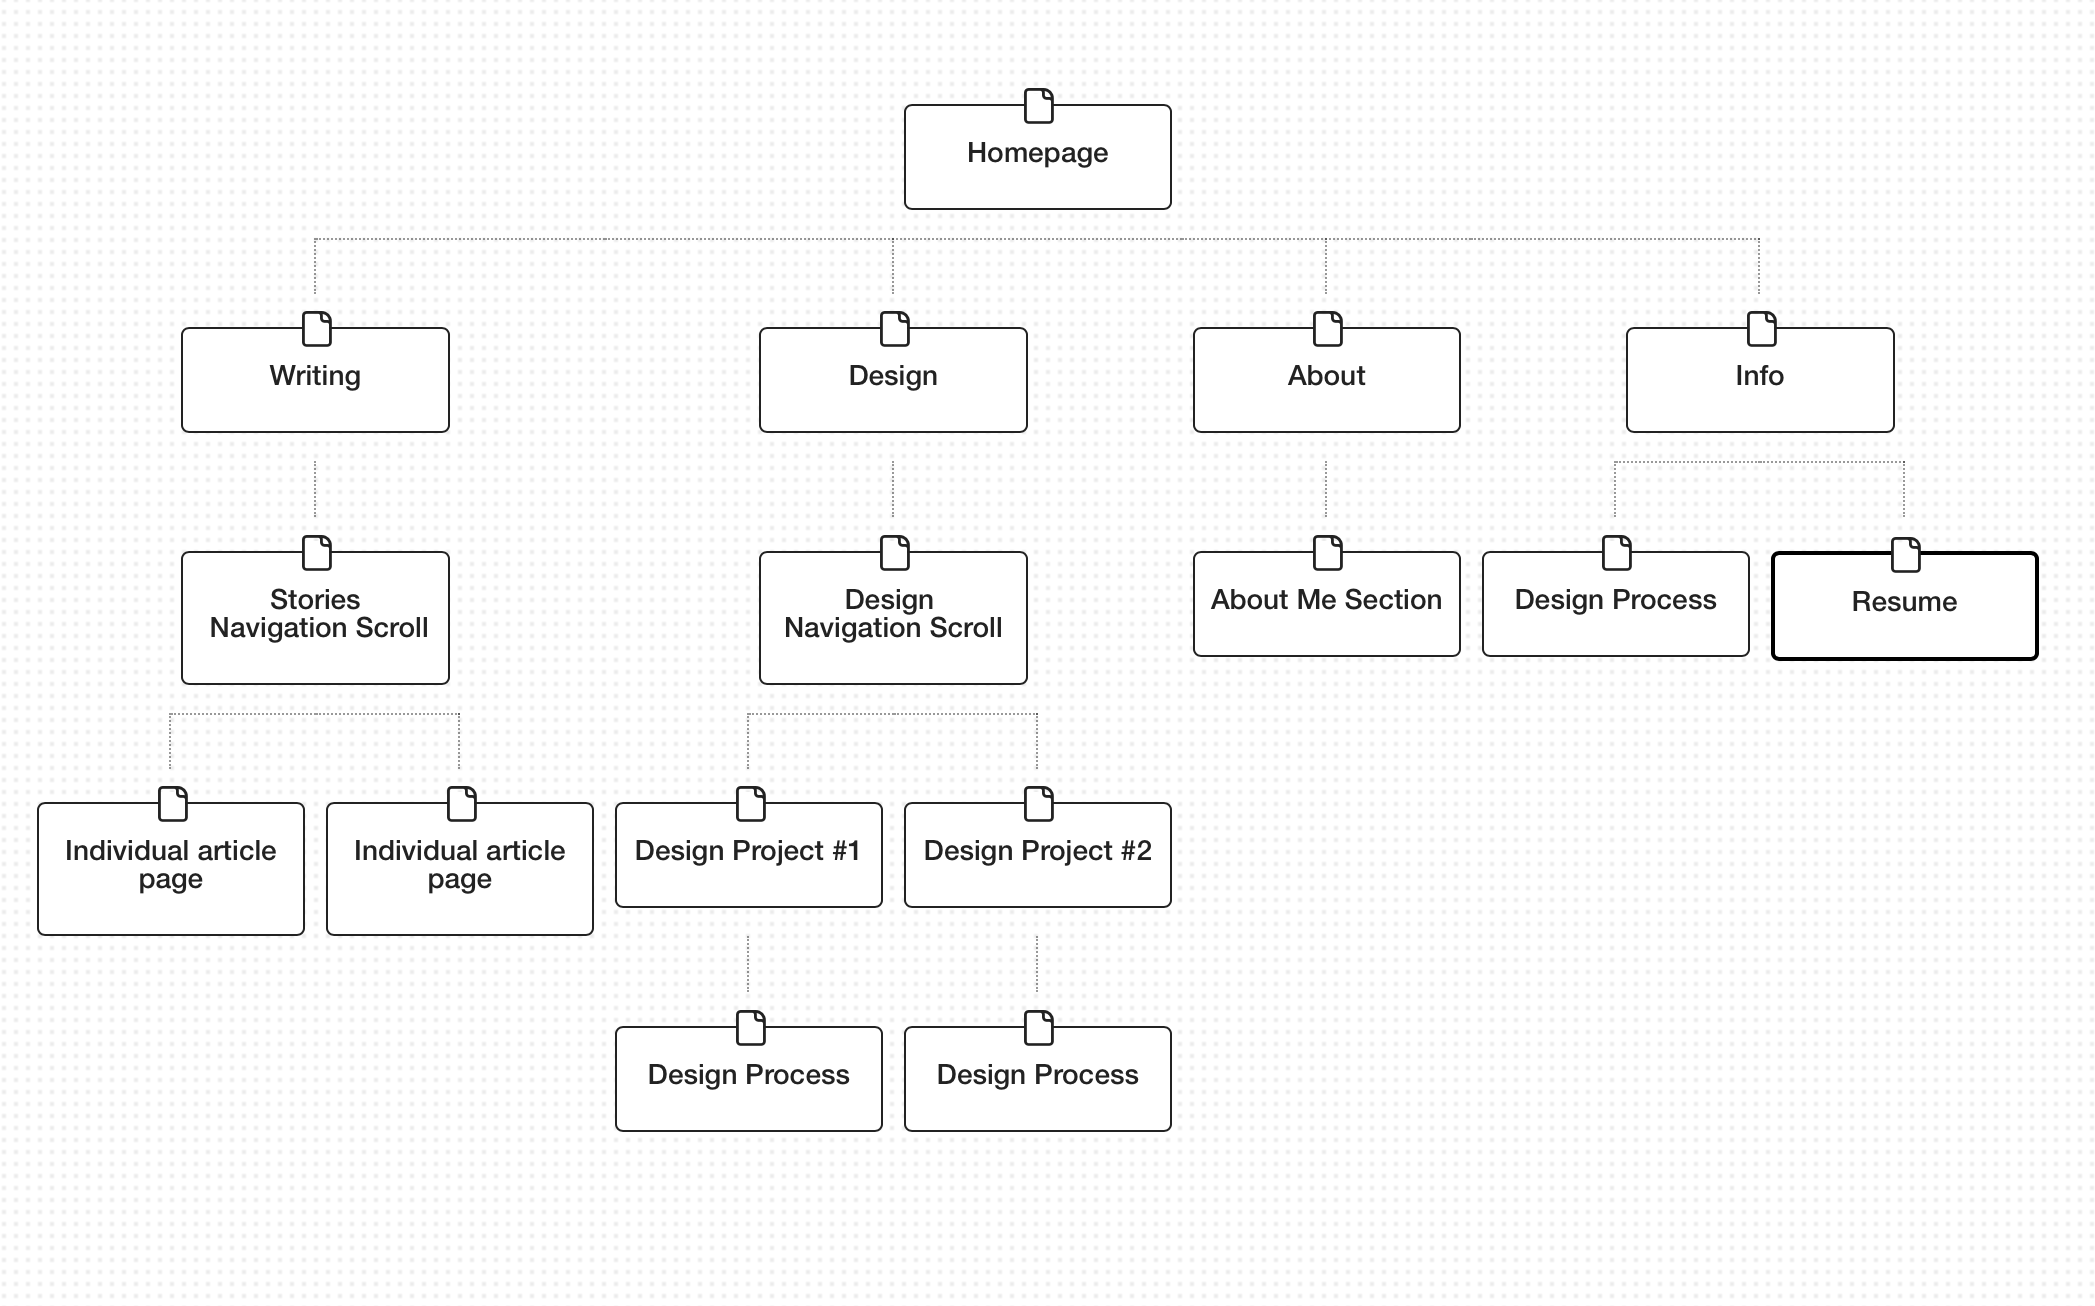 Homepage
Writing
Design
About
Info
Stories
Navigation Scroll
Design
Navigation Scroll
About Me Section
Design Process
Resume
Individual article
page
Individual article
page
Design Project #1
Design Project #2
Design Process
Design Process